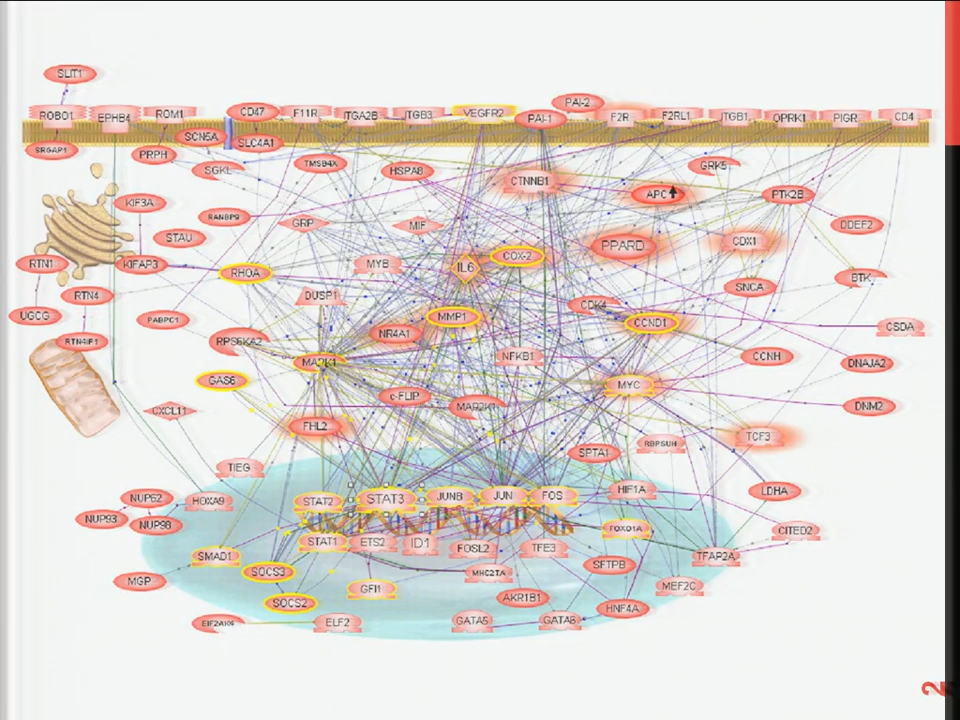 SLIT1
ROBO1 EPHB4 ROM1 CD47 F11R ITGA2B ITGB3 VEGFR2 PAI-1 PAI-2 F2R F2RL1 ITGB1 OPRK1 PIGR CD4
SRGAP1 PRPH SCN5A SLC4A1
TMSB4X HSPA8 CTNNB1 GRK5
APC PTK2B
KIF3A
RANBP9 GRP MIF DDEF2
STAU PPARD CDX1
RTN1 KIFAP3 RHOA MYB IL6 COX-2
SNCA BTK
RTN4 DUSP1 CDK4
UGCG PABPC1 MMP1 CCND1 CSDA
RTN4IP1 RPS6KA2 NR4A1
NFKB1 CCNH DNAJA2
GAS6 MYC
CXCL11 c-FLIP MAP2K1 DNM2
FHL2 TCF3
RBPSUH SPTA1
TIEG
NUP62 HOXA9 STAT2 STAT3 JUNB JUN FOS HIF1A LDHA
NUP93 NUP98 FOXO1A CITED2
STAT1 ETS2 ID1 FOSL2 TFE3
SMAD1 TFAP2A
SOCS3 MHC2TA SFTPB
MGP GFI1 MEF2C
SOCS2 AKR1B1 HNF4A
ELF2 GATA5 GATA6
2